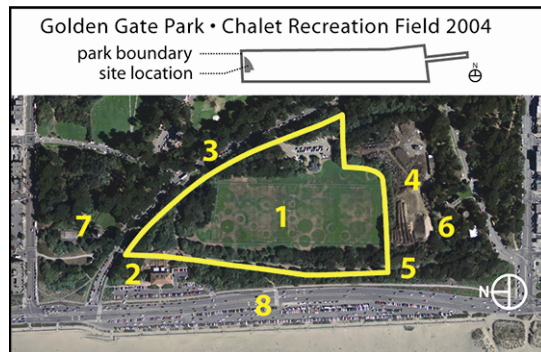 Golden Gate Park • Chalet Recreation Field 2004
park boundary
site location
N
3
4
1
7
6
2
5
N
8